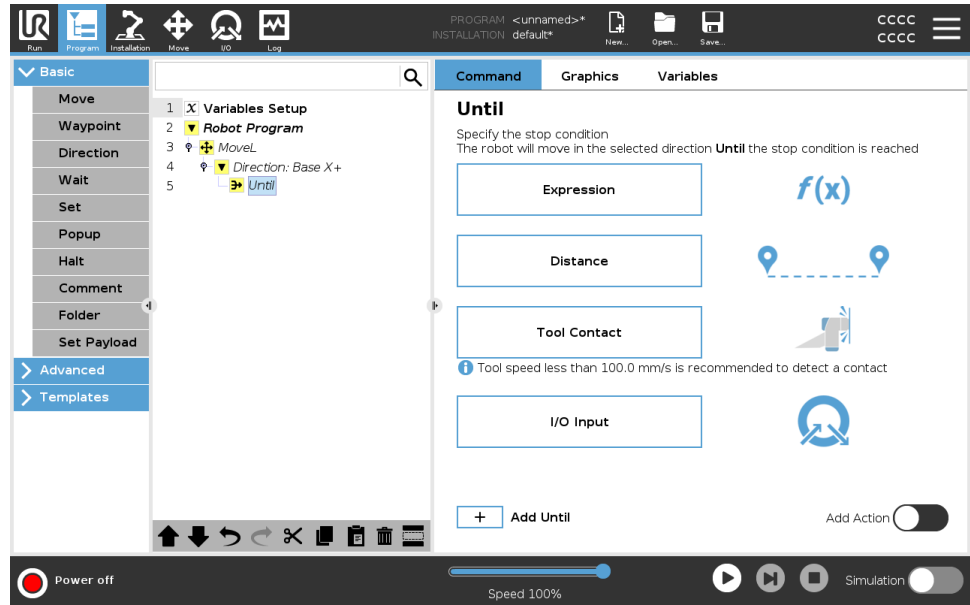 PROGRAM <unnamed>*
INSTALLATION default*
CCCC
CCCC
UR
Run
Program
Installation
Move
I/O
Log
New...
Open...
Save...
Basic
Move
Waypoint
Direction
Wait
Set
Popup
Halt
Comment
Folder
Set Payload
Advanced
Templates
1 X Variables Setup
2 Robot Program
3 MoveL
4 Direction: Base X+
5 Until
Command Graphics Variables
Until
Specify the stop condition
The robot will move in the selected direction Until the stop condition is reached
Expression
f(x)
Distance
Tool Contact
Tool speed less than 100.0 mm/s is recommended to detect a contact
I/O Input
+ Add Until
Add Action
Power off
Speed 100%
Simulation